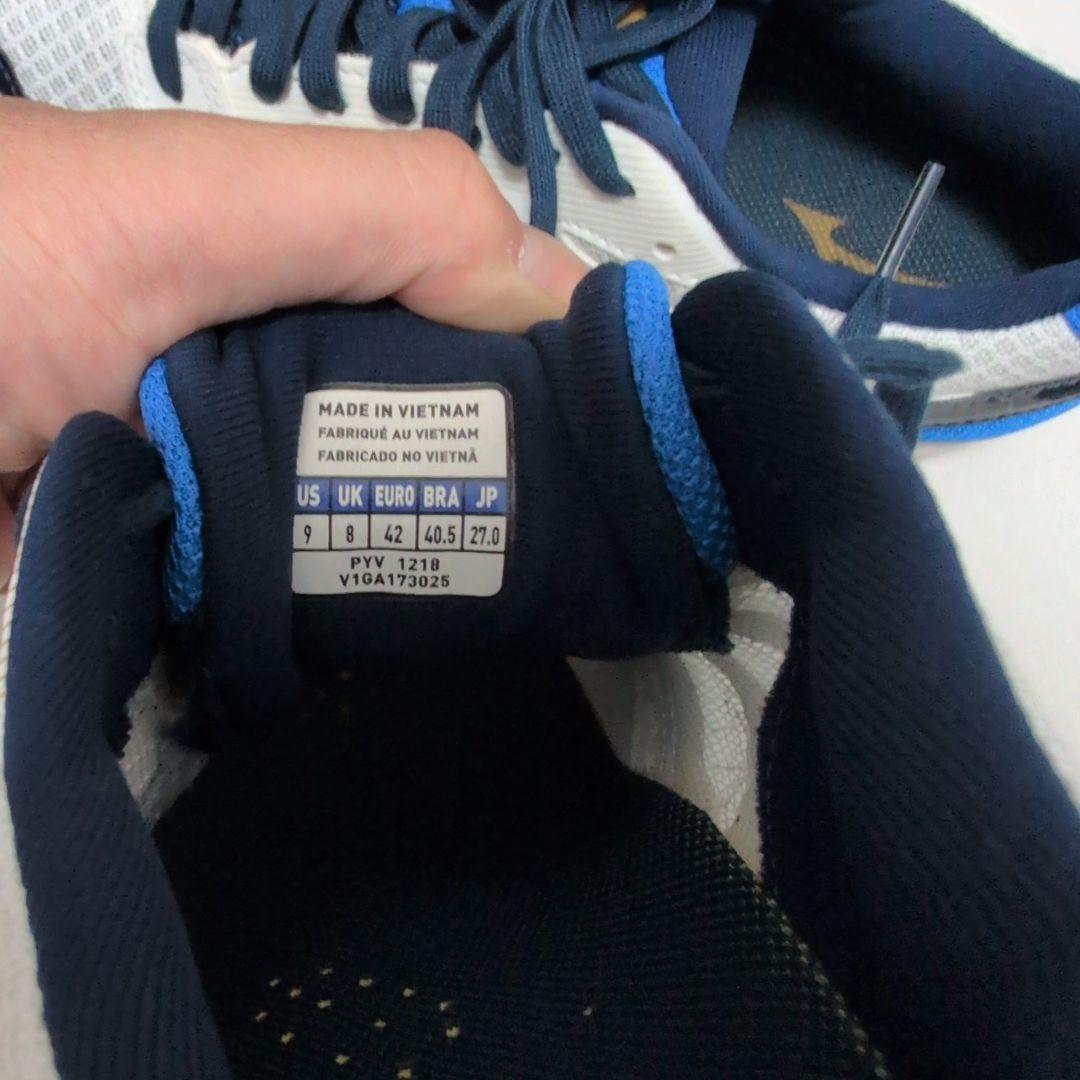 MADE IN VIETNAM
FABRIQUÉ AU VIETNAM
FABRICADO NO VIETNÃ
US UK EURO BRA JP
9 8 42 40.5 27.0
PYV 1218
V1GA173025